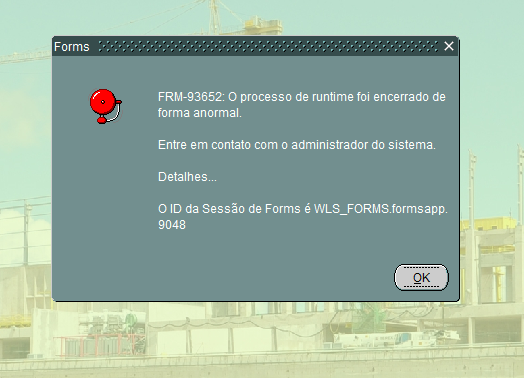 Forms
FRM-93652: O processo de runtime foi encerrado de
forma anormal.
Entre em contato com o administrador do sistema.
Detalhes...
O ID da Sessão de Forms é WLS_FORMS.formsapp.
9048
OK